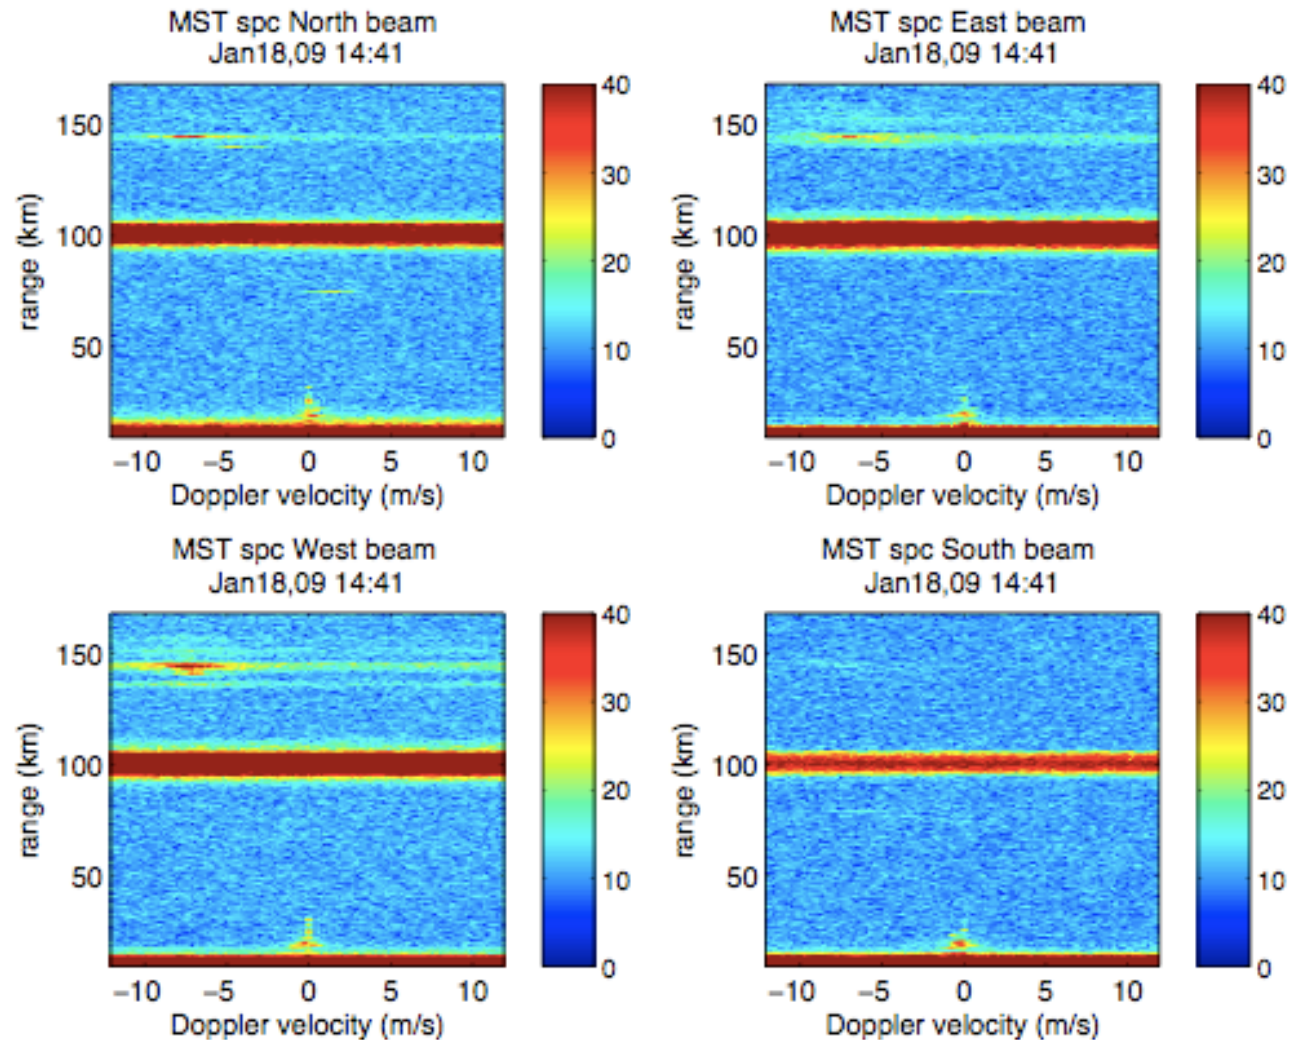 MST spc North beam
Jan18,09 14:41
150
100
50
range (km)
−10 −5 0 5 10
Doppler velocity (m/s)
40
30
20
10
0
MST spc East beam
Jan18,09 14:41
150
100
50
range (km)
−10 −5 0 5 10
Doppler velocity (m/s)
40
30
20
10
0
MST spc West beam
Jan18,09 14:41
150
100
50
range (km)
−10 −5 0 5 10
Doppler velocity (m/s)
40
30
20
10
0
MST spc South beam
Jan18,09 14:41
150
100
50
range (km)
−10 −5 0 5 10
Doppler velocity (m/s)
40
30
20
10
0